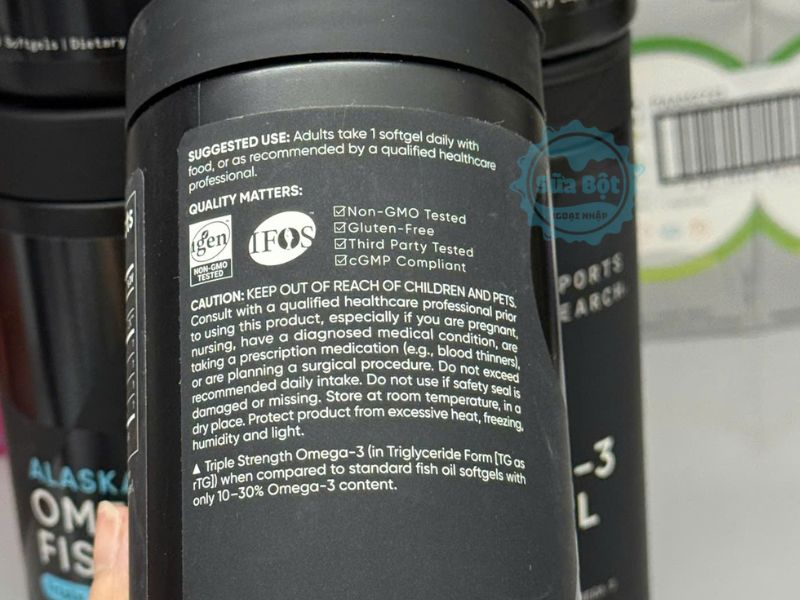 Softgels | Dietary
SUGGESTED USE: Adults take 1 softgel daily with
food, or as recommended by a qualified healthcare
professional.
QUALITY MATTERS:
igen
NON-GMO
TESTED
IFOS
Non-GMO Tested
Gluten-Free
Third Party Tested
cGMP Compliant
CAUTION: KEEP OUT OF REACH OF CHILDREN AND PETS.
Consult with a qualified healthcare professional prior
to using this product, especially if you are pregnant,
nursing, have a diagnosed medical condition, are
taking a prescription medication (e.g., blood thinners),
or are planning a surgical procedure. Do not exceed
recommended daily intake. Do not use if safety seal is
damaged or missing. Store at room temperature, in a
dry place. Protect product from excessive heat, freezing,
humidity and light.
▲ Triple Strength Omega-3 (in Triglyceride Form [TG as
rTG]) when compared to standard fish oil softgels with
only 10-30% Omega-3 content.
Sữa Bột
NGOẠI NHẬP
PORTS
EARCH
-3
L
ALASKA
OM
FIS